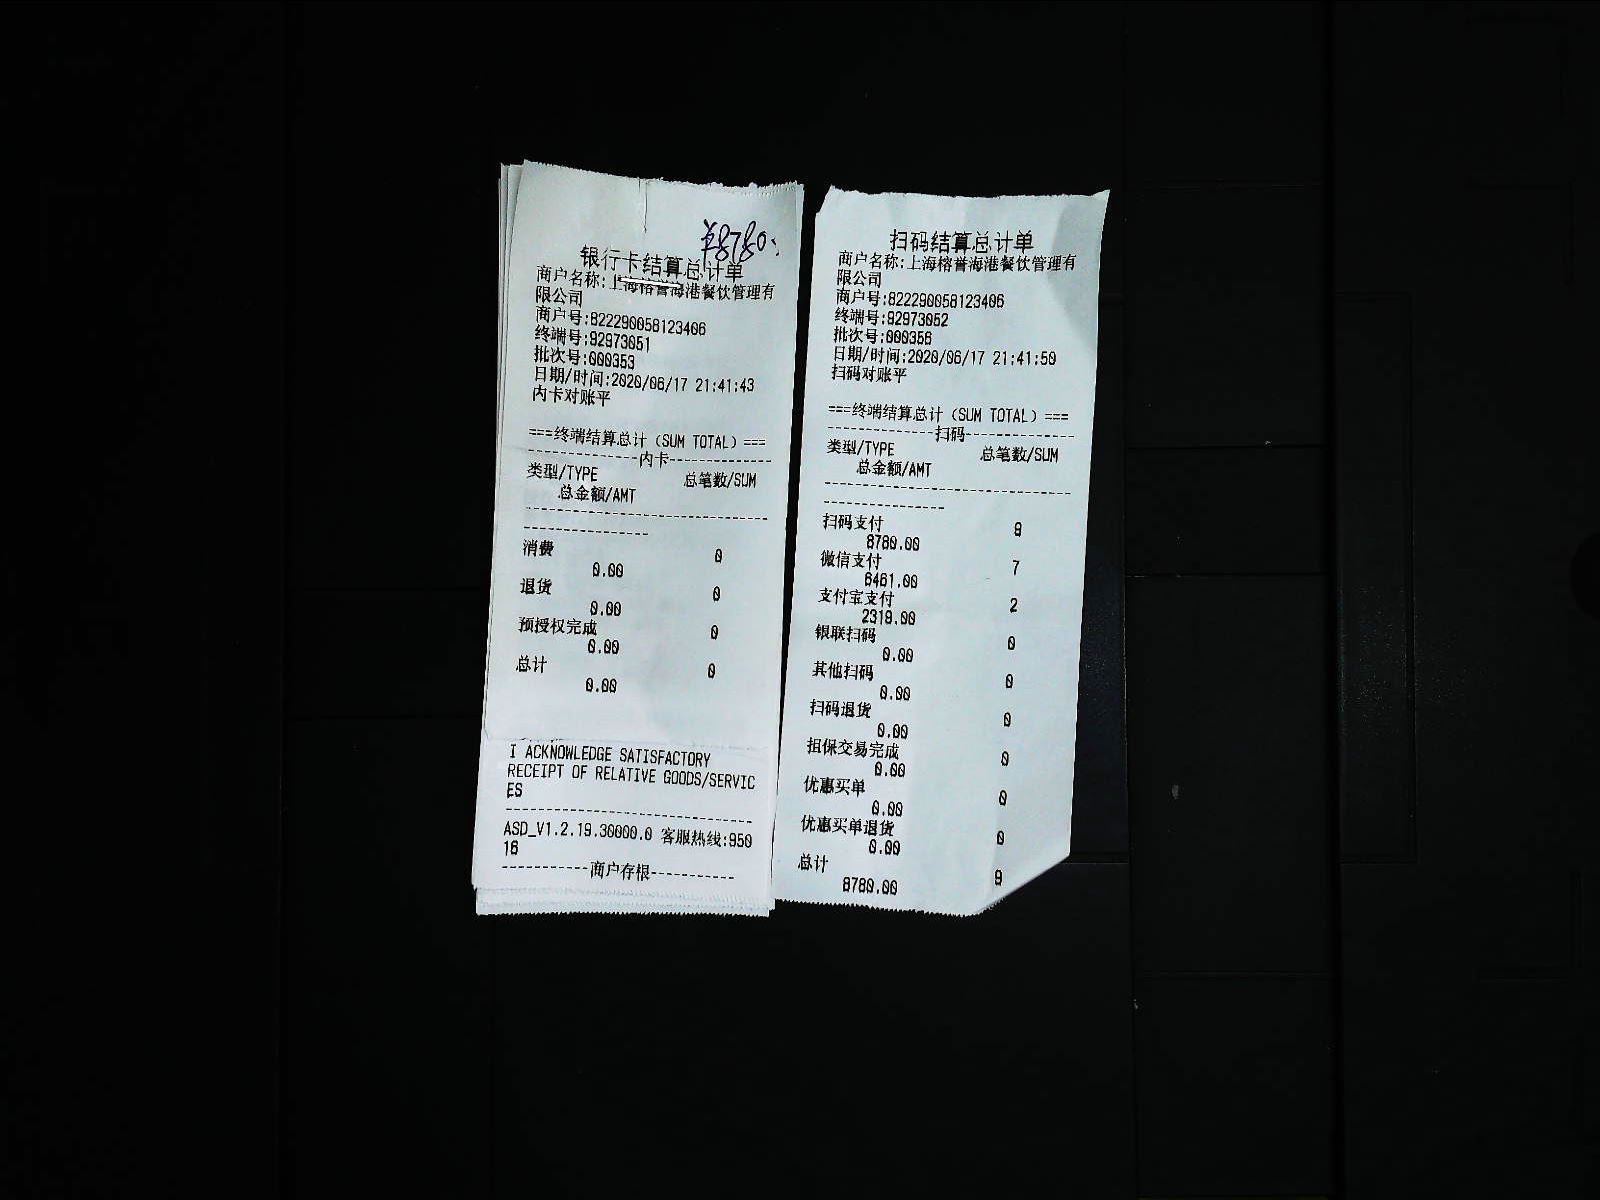 ¥8780.
银行卡结算总计单
商户名称:上海榕誉海港餐饮管理有
限公司
商户号:822290058123406
终端号:92973051
批次号:000353
日期/时间:2020/06/17 21:41:43
内卡对账平
===终端结算总计(SUM TOTAL)===
---------------内卡--------------
类型/TYPE 总笔数/SUM
总金额/AMT
消费 0
0.00
退货 0
0.00
预授权完成 0
0.00
总计 0
0.00
I ACKNOWLEDGE SATISFACTORY
RECEIPT OF RELATIVE GOODS/SERVIC
ES
ASD_V1.2.19.30000.0 客服热线:950
16
------------商户存根------------
扫码结算总计单
商户名称:上海榕誉海港餐饮管理有
限公司
商户号:822290058123406
终端号:92973052
批次号:000356
日期/时间:2020/06/17 21:41:50
扫码对账平
===终端结算总计(SUM TOTAL)===
---------------扫码--------------
类型/TYPE 总笔数/SUM
总金额/AMT
扫码支付 9
8780.00
微信支付 7
6461.00
支付宝支付 2
2319.00
银联扫码 0
0.00
其他扫码 0
0.00
扫码退货 0
0.00
担保交易完成 0
0.00
优惠买单 0
0.00
优惠买单退货 0
0.00
总计 9
8780.00